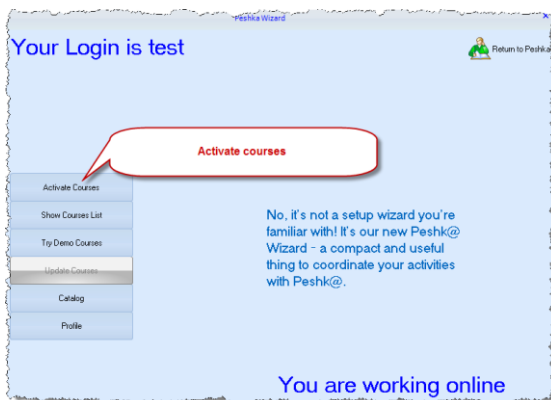 Peshka Wizard
Your Login is test
Return to Peshka
Activate courses
Activate Courses
Show Courses List
Try Demo Courses
Update Courses
Catalog
Profile
No, it's not a setup wizard you're
familiar with! It's our new Peshk@
Wizard - a compact and useful
thing to coordinate your activities
with Peshk@.
You are working online